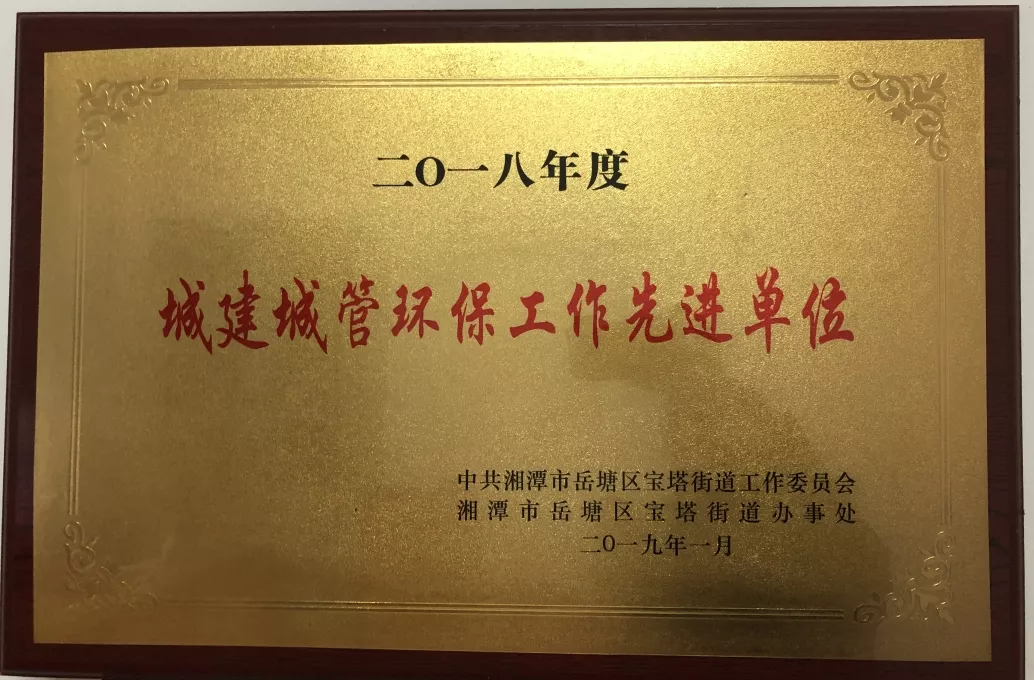 二〇一八年度
城建城管环保工作先进单位
中共湘潭市岳塘区宝塔街道工作委员会
湘潭市岳塘区宝塔街道办事处
二〇一九年一月